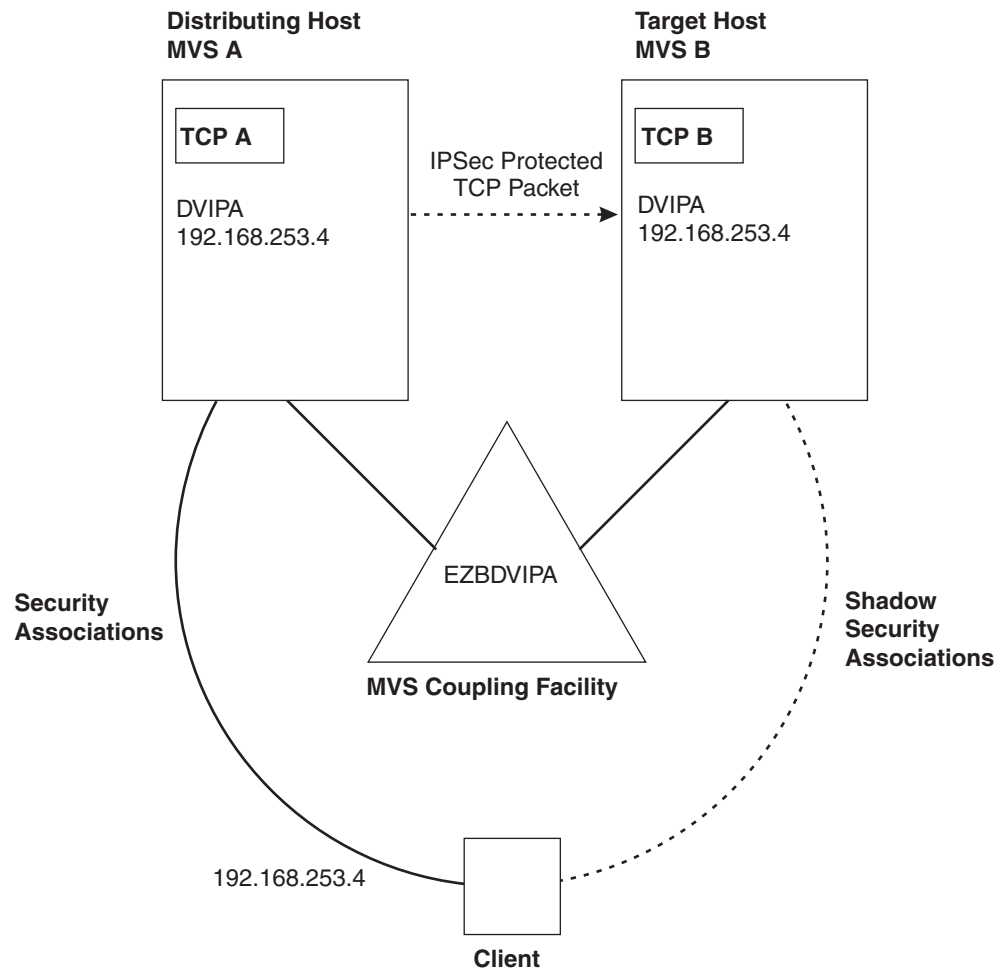 Distributing Host
MVS A
Target Host
MVS B
TCP A
DVIPA
192.168.253.4
IPSec Protected
TCP Packet
TCP B
DVIPA
192.168.253.4
EZBDVIPA
MVS Coupling Facility
Security
Associations
Shadow
Security
Associations
192.168.253.4
Client